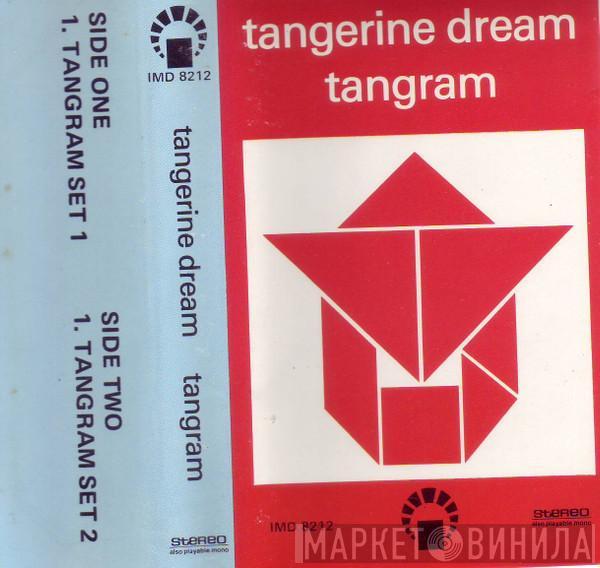 SIDE ONE
1. TANGRAM SET 1
SIDE TWO
1. TANGRAM SET 2
IMD 8212
tangerine dream tangram
stereo
also playable mono
tangerine dream
tangram
IMD 8212
stereo
also playable mono
МАРКЕТ ВИНИЛА